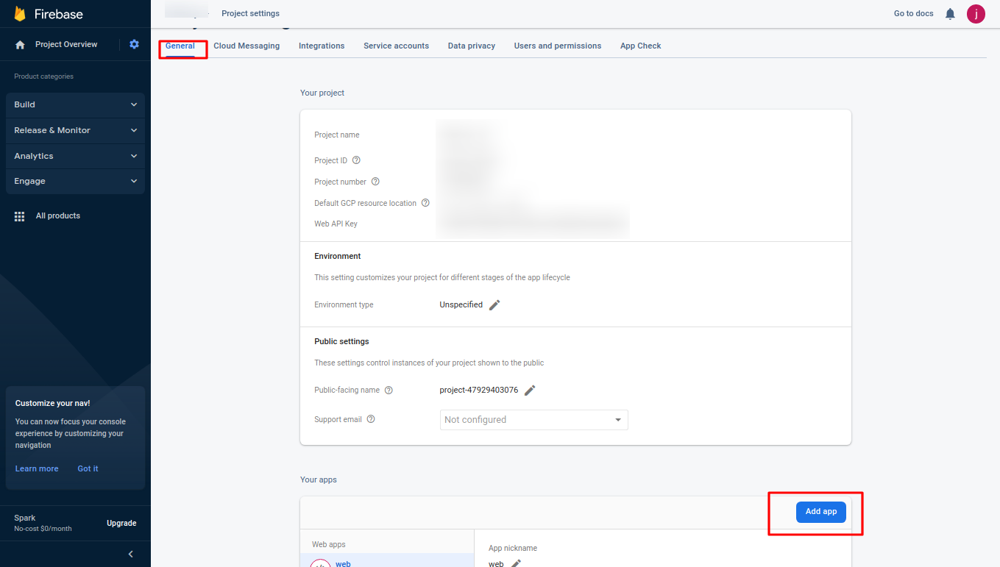 Firebase
Project settings
Go to docs
j
Project Overview
General
Cloud Messaging
Integrations
Service accounts
Data privacy
Users and permissions
App Check
Product categories
Build
Release & Monitor
Analytics
Engage
All products
Your project
Project name
Project ID
Project number
Default GCP resource location
Web API Key
Environment
This setting customizes your project for different stages of the app lifecycle
Environment type
Unspecified
Public settings
These settings control instances of your project shown to the public
Public-facing name
project-47929403076
Support email
Not configured
Customize your nav!
You can now focus your console
experience by customizing your
navigation
Learn more
Got it
Spark
No-cost $0/month
Upgrade
Your apps
Add app
Web apps
web
App nickname
web